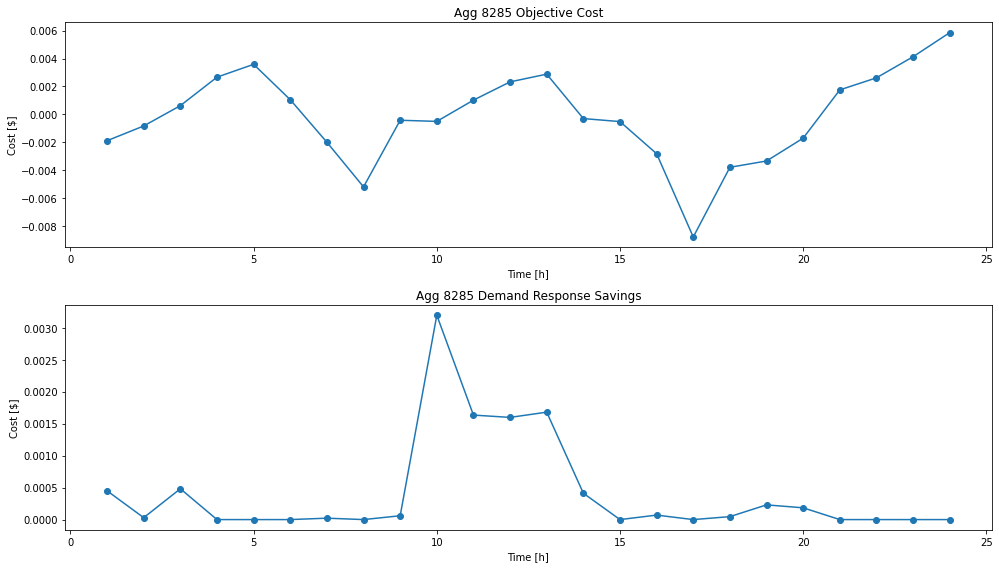 Agg 8285 Objective Cost
0.006
0.004
0.002
0.000
−0.002
−0.004
−0.006
−0.008
Cost [$]
0 5 10 15 20 25
Time [h]
Agg 8285 Demand Response Savings
0.0030
0.0025
0.0020
0.0015
0.0010
0.0005
0.0000
Cost [$]
0 5 10 15 20 25
Time [h]